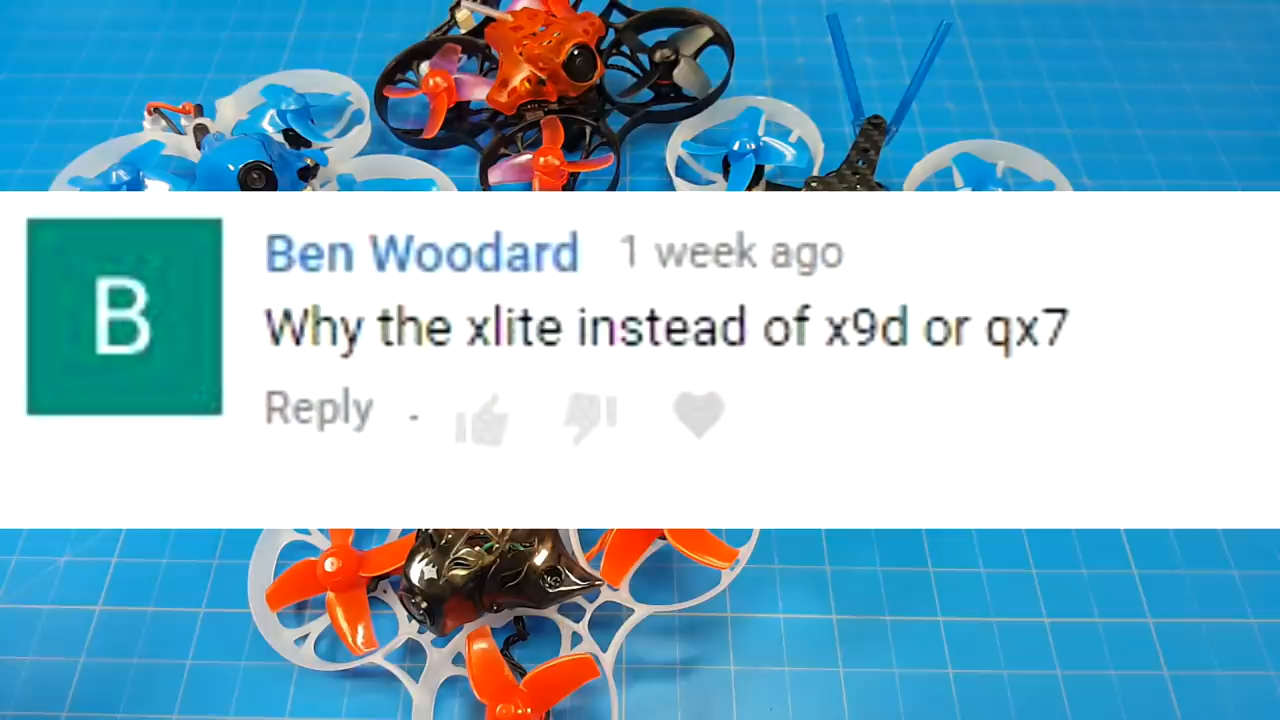 B
Ben Woodard 1 week ago
Why the xlite instead of x9d or qx7
Reply